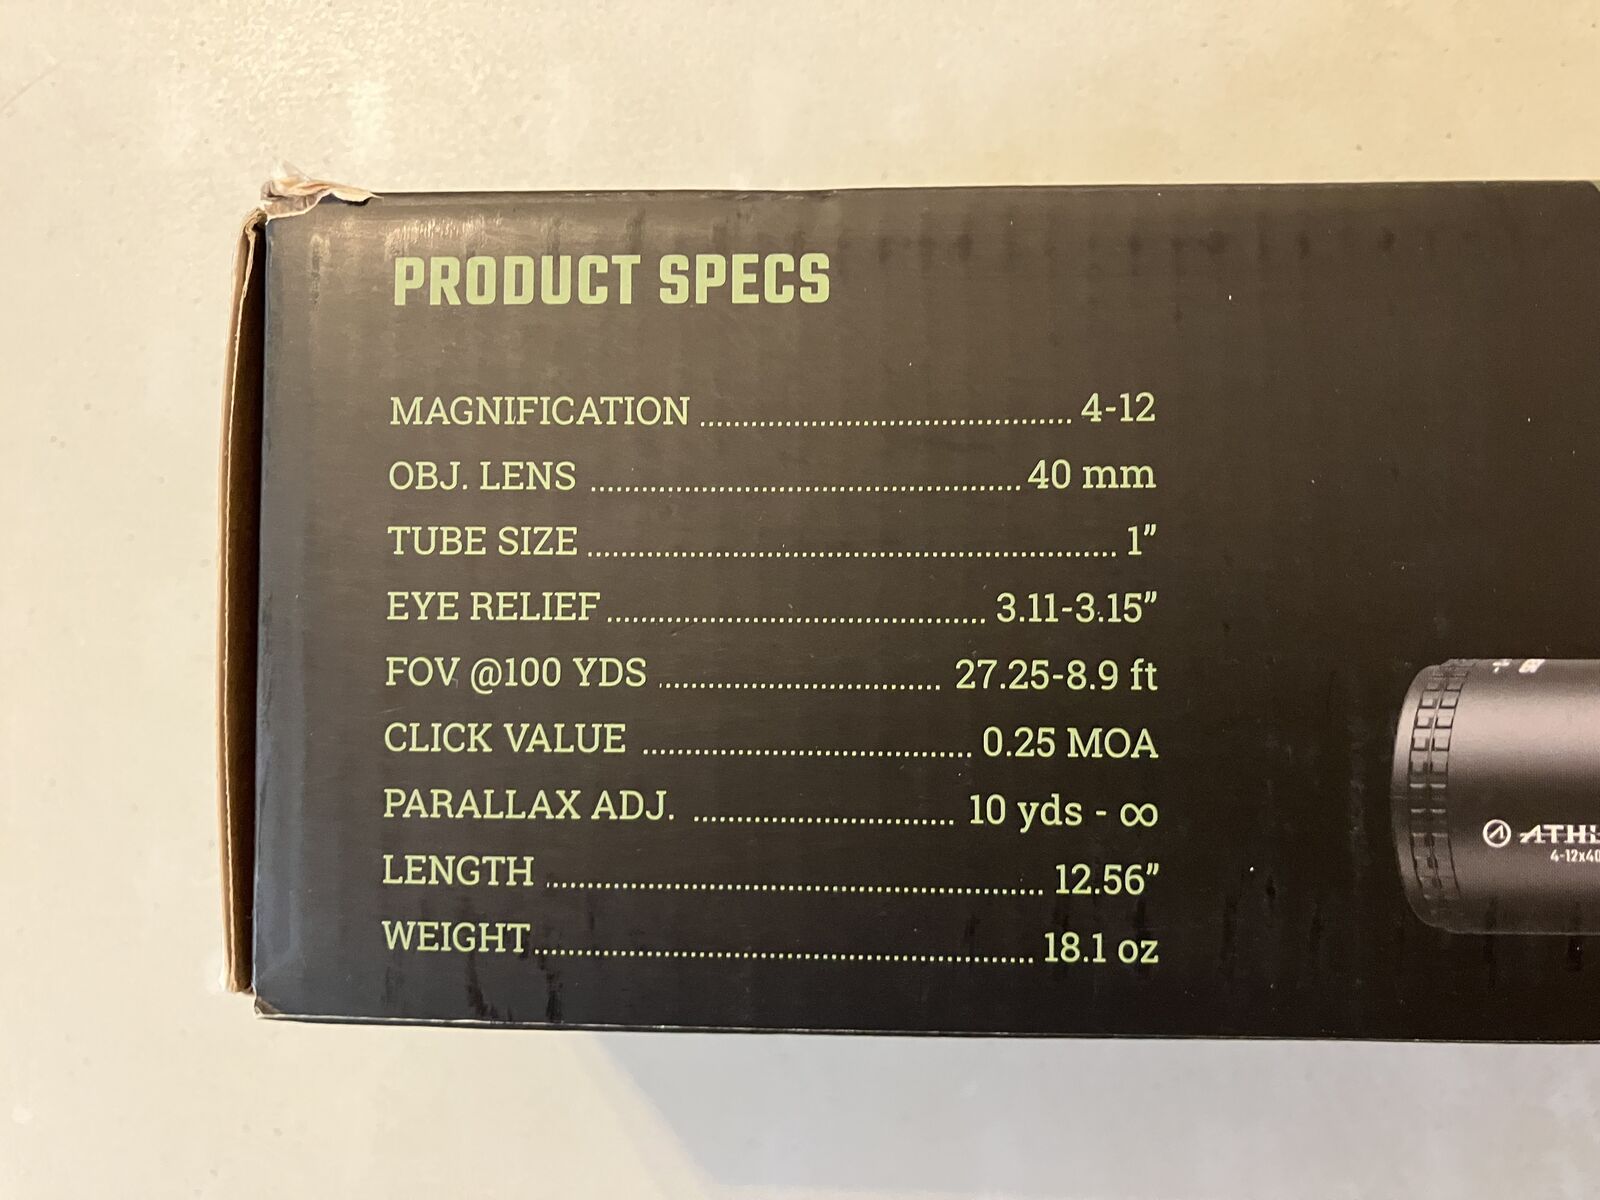 PRODUCT SPECS
MAGNIFICATION ........................................ 4-12
OBJ. LENS ............................................... 40 mm
TUBE SIZE .......................................................... 1”
EYE RELIEF ......................................... 3.11-3.15”
FOV @100 YDS ............................... 27.25-8.9 ft
CLICK VALUE .................................... 0.25 MOA
PARALLAX ADJ. ............................. 10 yds - ∞
LENGTH ...................................................... 12.56”
WEIGHT ....................................................... 18.1 oz
4-12x40